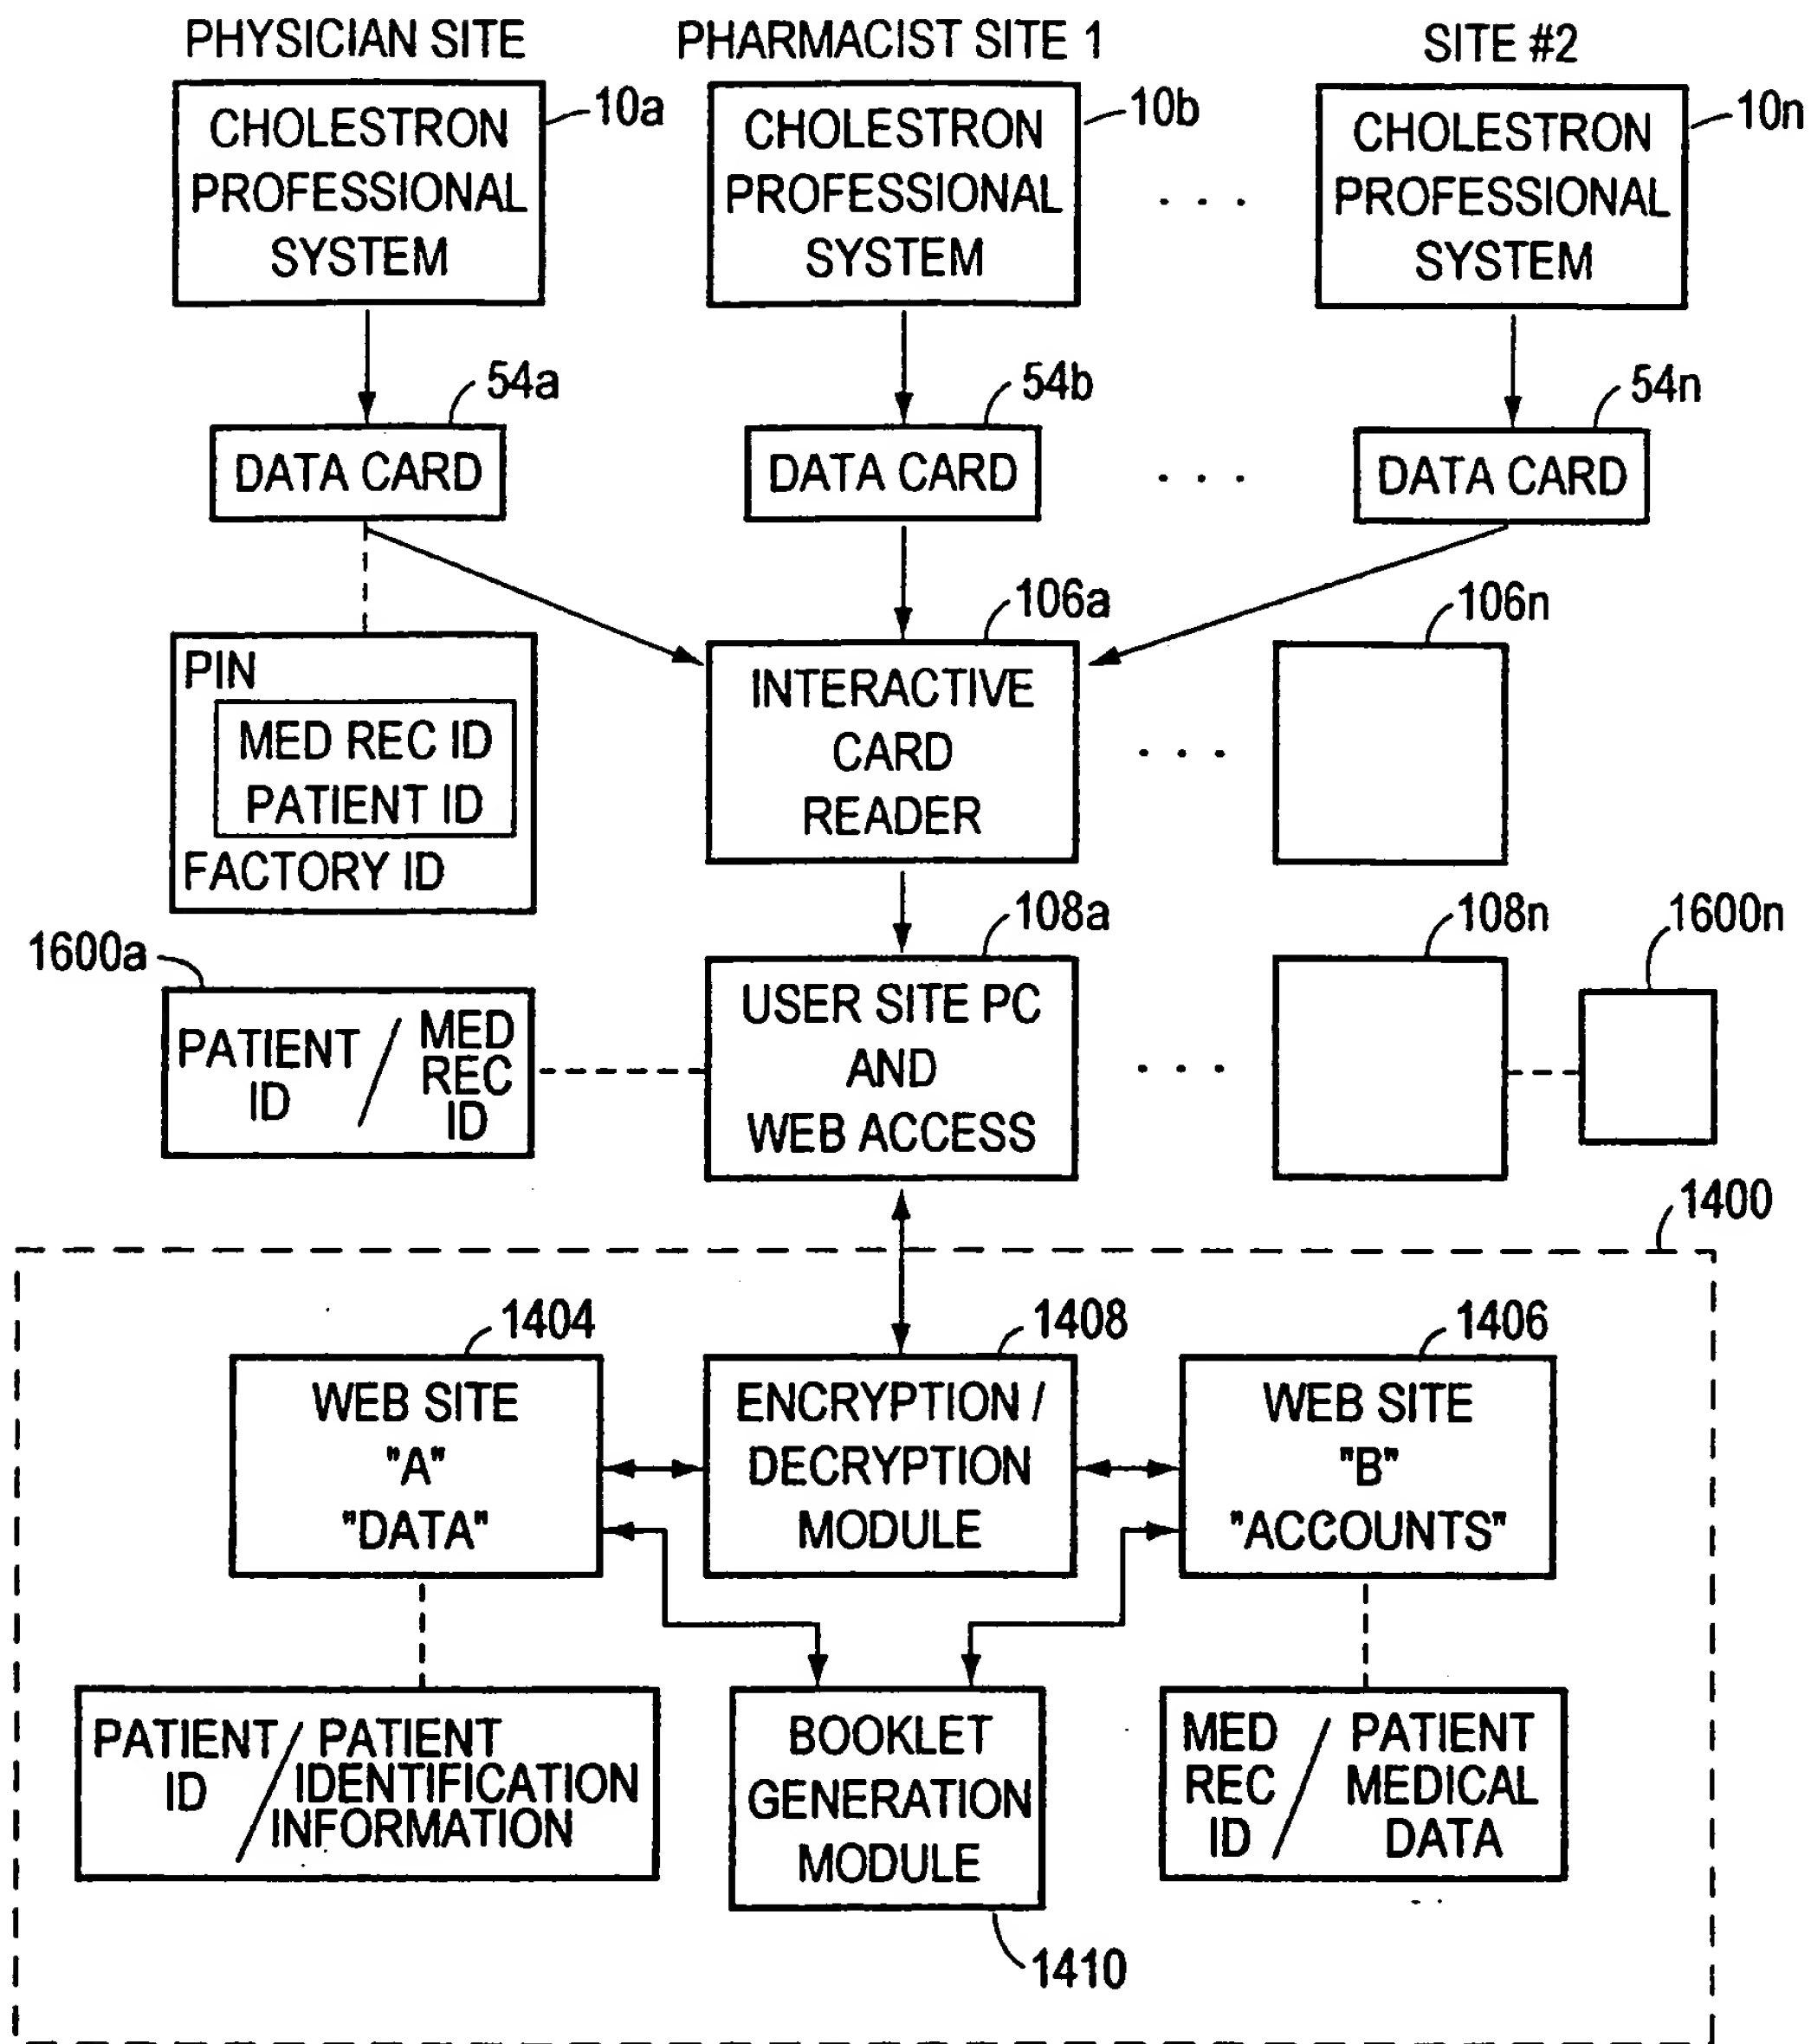 PHYSICIAN SITE
PHARMACIST SITE 1
SITE #2
CHOLESTRON
PROFESSIONAL
SYSTEM
10a
CHOLESTRON
PROFESSIONAL
SYSTEM
10b
. . .
CHOLESTRON
PROFESSIONAL
SYSTEM
10n
54a
DATA CARD
54b
DATA CARD
. . .
54n
DATA CARD
PIN
MED REC ID
PATIENT ID
FACTORY ID
106a
INTERACTIVE
CARD
READER
. . .
106n
1600a
PATIENT
ID
/
MED
REC
ID
108a
USER SITE PC
AND
WEB ACCESS
. . .
108n
1600n
1400
1404
WEB SITE
"A"
"DATA"
1408
ENCRYPTION /
DECRYPTION
MODULE
1406
WEB SITE
"B"
"ACCOUNTS"
PATIENT
ID
/
PATIENT
IDENTIFICATION
INFORMATION
BOOKLET
GENERATION
MODULE
1410
MED
REC
ID
/
PATIENT
MEDICAL
DATA